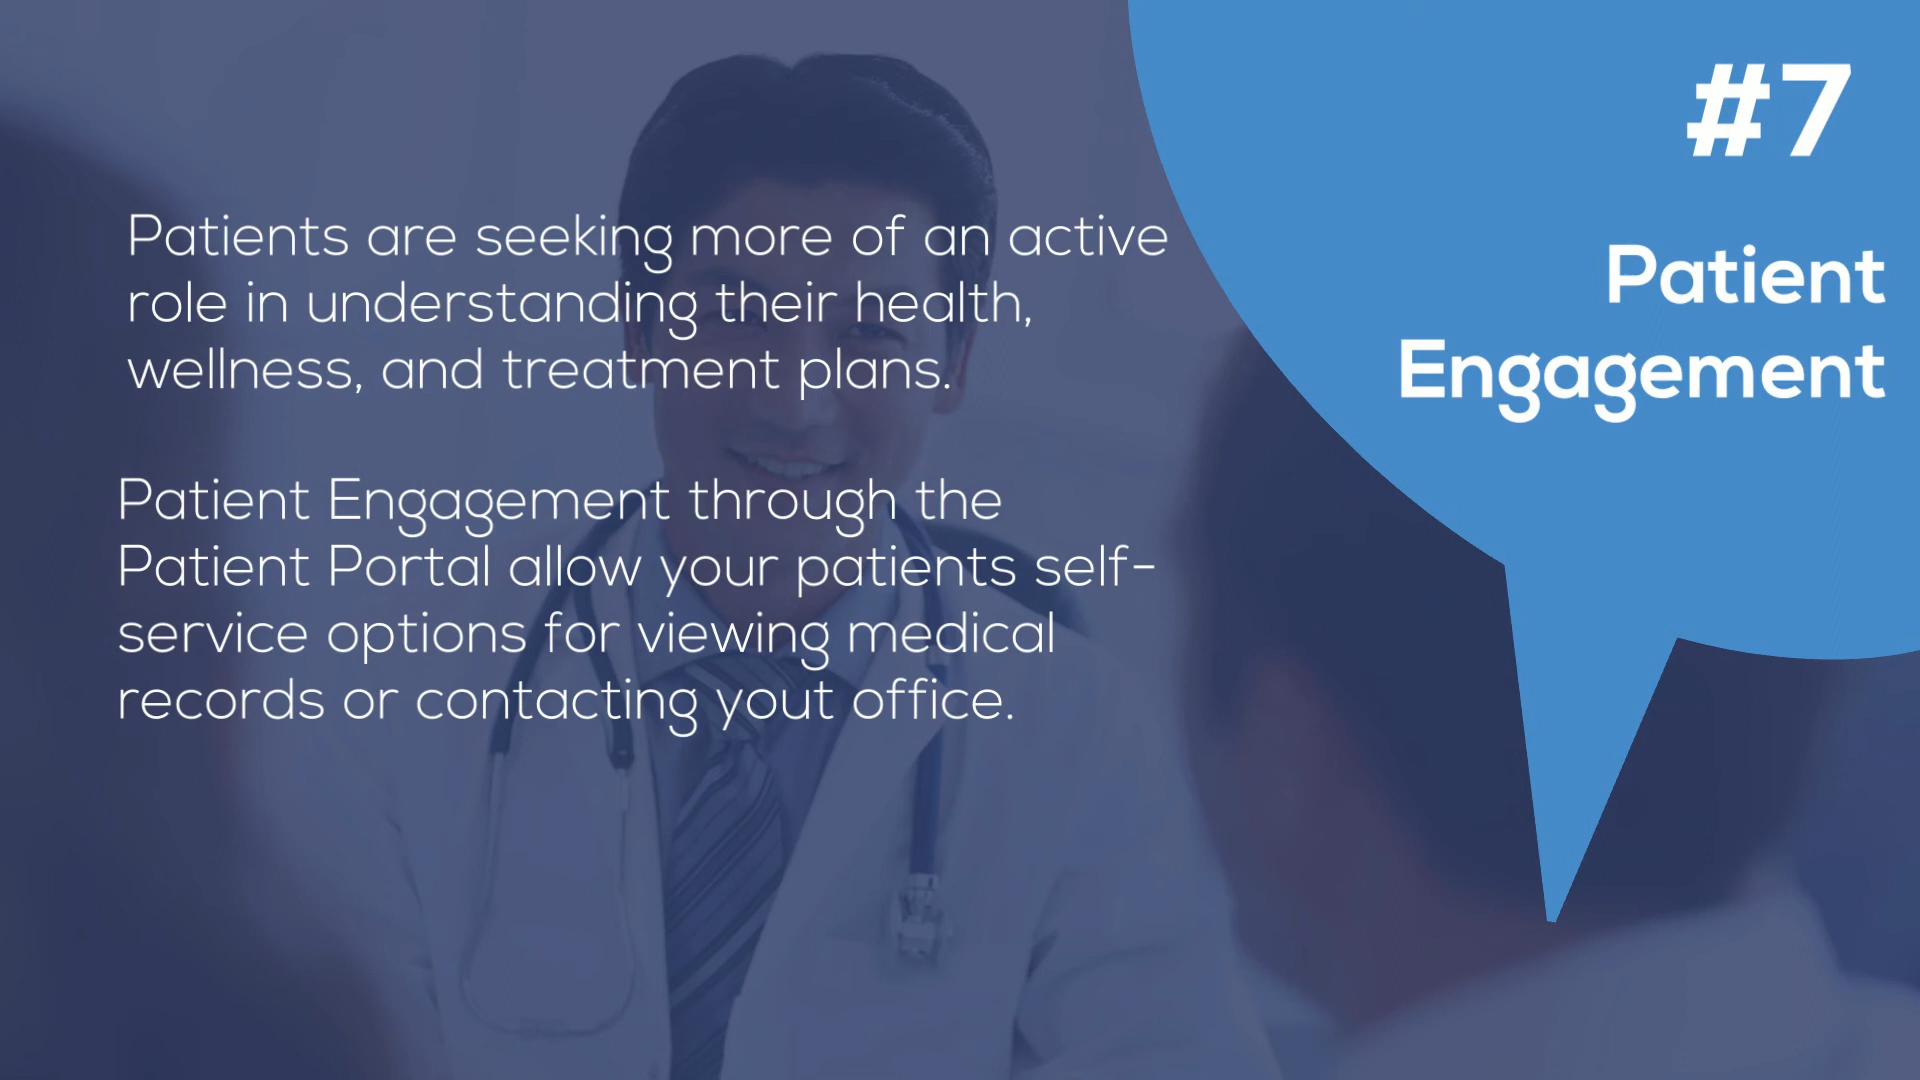 #7
Patient
Engagement
Patients are seeking more of an active
role in understanding their health,
wellness, and treatment plans.
Patient Engagement through the
Patient Portal allow your patients self-
service options for viewing medical
records or contacting yout office.